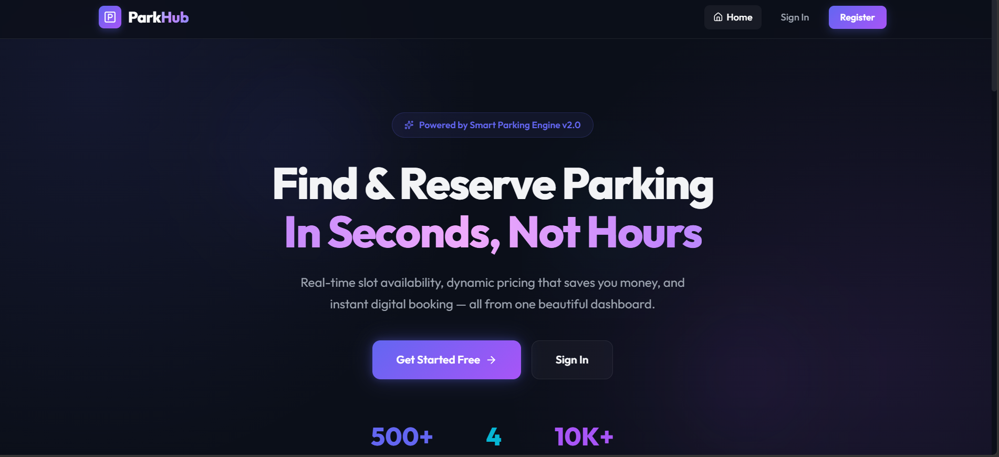 P ParkHub
Home
Sign In
Register
Powered by Smart Parking Engine v2.0
Find & Reserve Parking
In Seconds, Not Hours
Real-time slot availability, dynamic pricing that saves you money, and
instant digital booking — all from one beautiful dashboard.
Get Started Free →
Sign In
500+
4
10K+